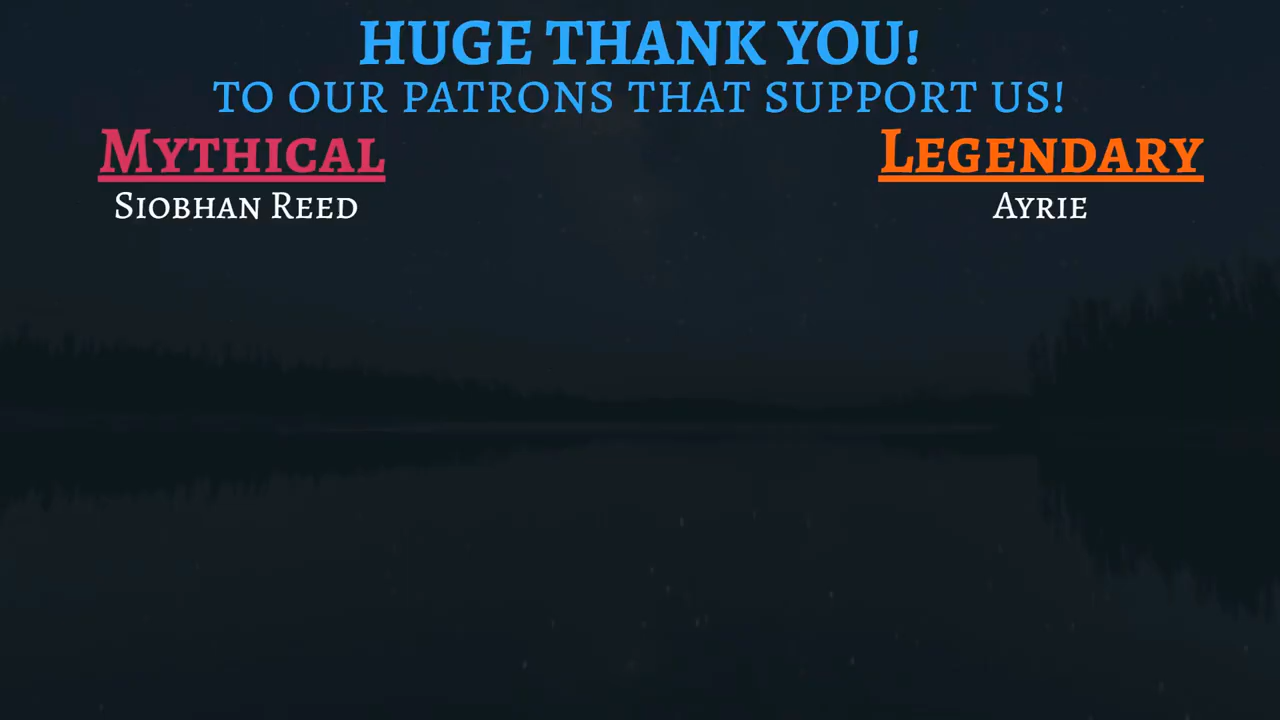 HUGE THANK YOU!
TO OUR PATRONS THAT SUPPORT US!
Mythical
Legendary
Siobhan Reed
Ayrie